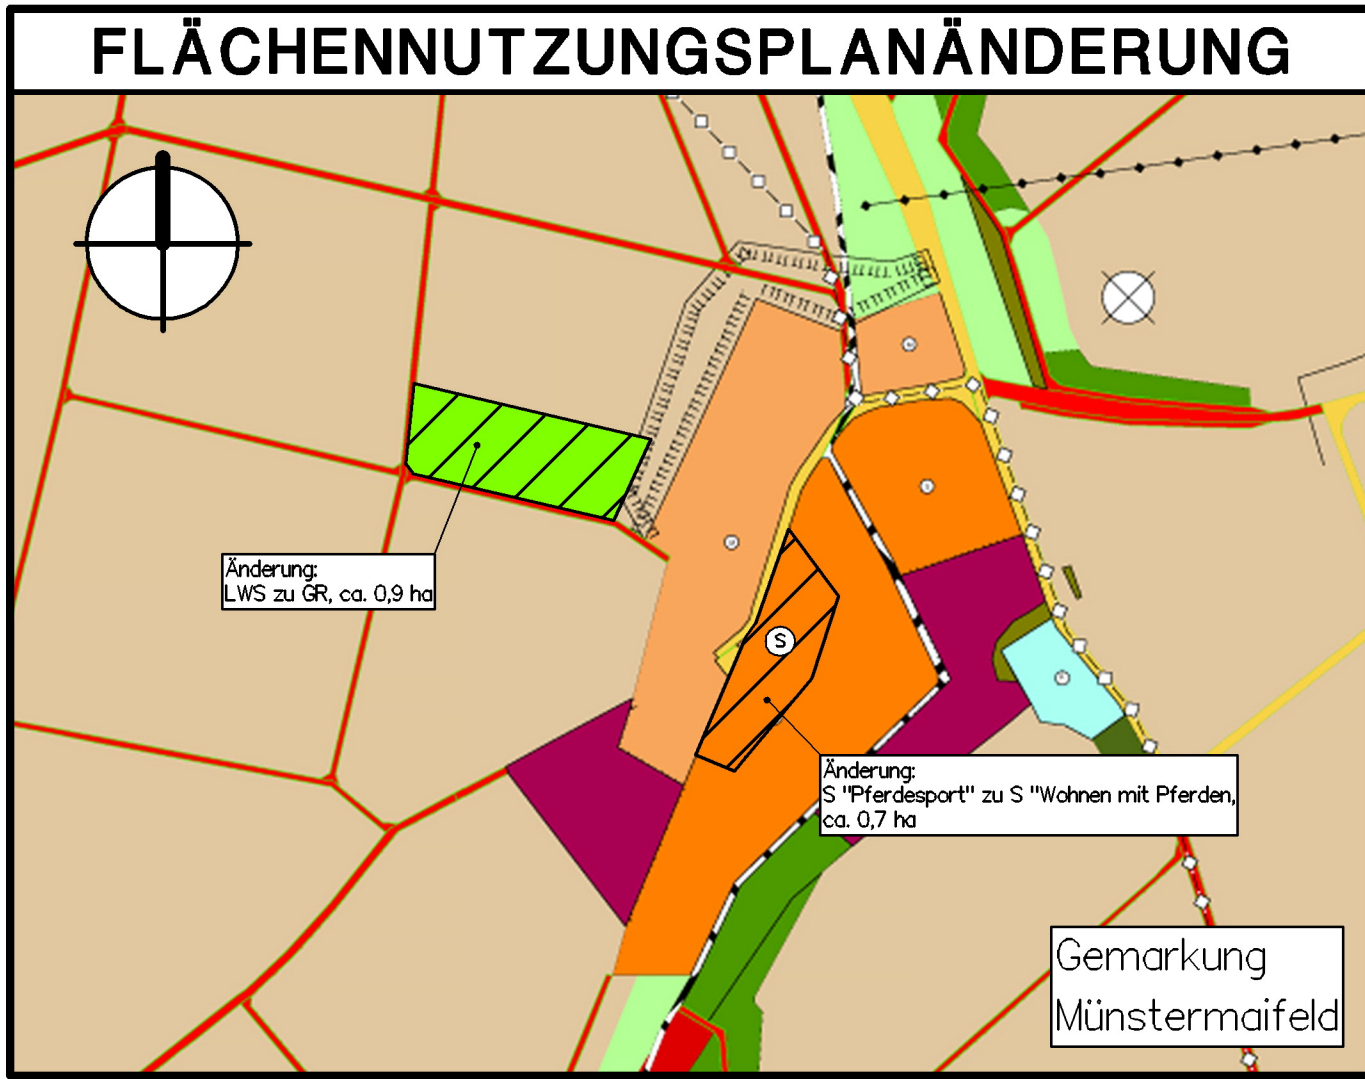 FLÄCHENNUTZUNGSPLANÄNDERUNG
Änderung:
LWS zu GR, ca. 0,9 ha
S
Änderung:
S "Pferdesport" zu S "Wohnen mit Pferden,
ca. 0,7 ha
Gemarkung
Münstermaifeld